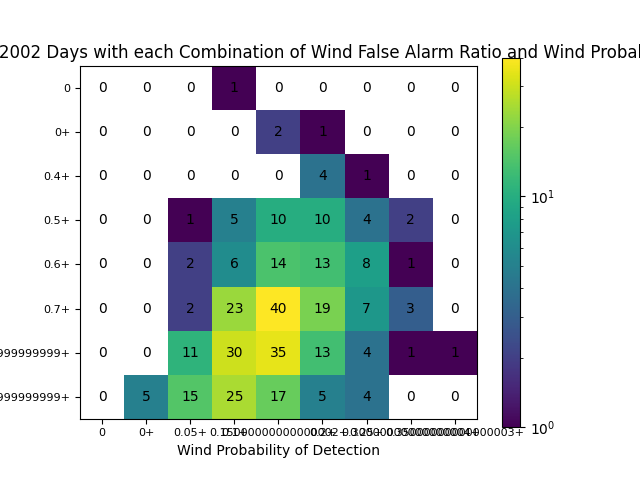 2002 Days with each Combination of Wind False Alarm Ratio and Wind Probal
0 0 0 0 1 0 0 0 0 0
0+ 0 0 0 0 2 1 0 0 0
0.4+ 0 0 0 0 0 4 1 0 0
0.5+ 0 0 1 5 10 10 4 2 0
0.6+ 0 0 2 6 14 13 8 1 0
0.7+ 0 0 2 23 40 19 7 3 0
999999999+ 0 0 11 30 35 13 4 1 1
999999999+ 0 5 15 25 17 5 4 0 0
0 0+ 0.05+
Wind Probability of Detection
10¹
10⁰